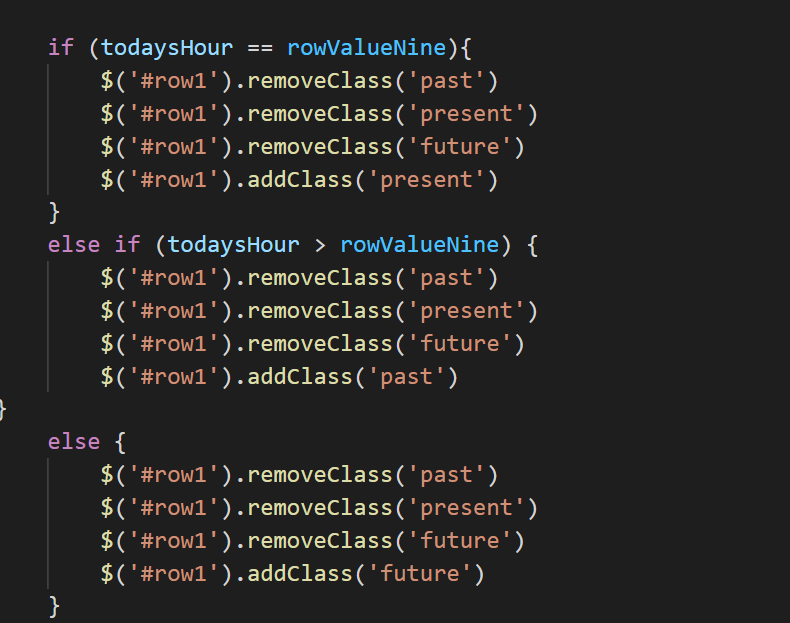 if (todaysHour == rowValueNine){
    $('#row1').removeClass('past')
    $('#row1').removeClass('present')
    $('#row1').removeClass('future')
    $('#row1').addClass('present')
}
else if (todaysHour > rowValueNine) {
    $('#row1').removeClass('past')
    $('#row1').removeClass('present')
    $('#row1').removeClass('future')
    $('#row1').addClass('past')
}
else {
    $('#row1').removeClass('past')
    $('#row1').removeClass('present')
    $('#row1').removeClass('future')
    $('#row1').addClass('future')
}